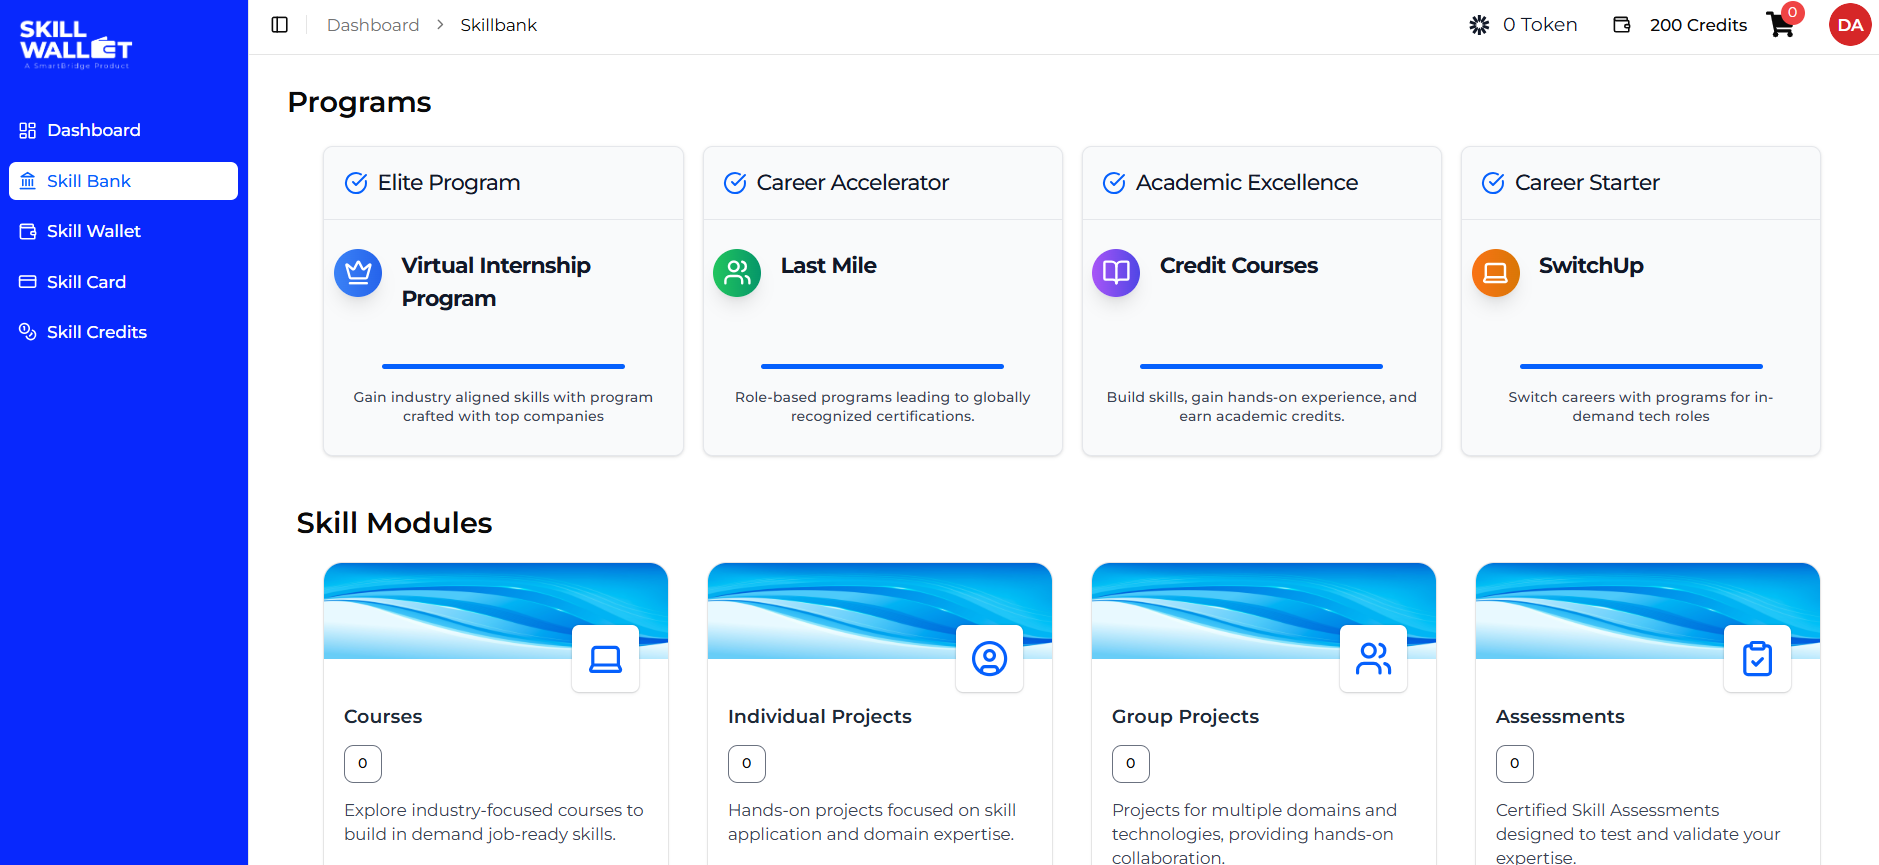 SKILL
WALLET
A SmartBridge Product
Dashboard
Skill Bank
Skill Wallet
Skill Card
Skill Credits
Dashboard > Skillbank
0 Token
200 Credits
0
DA
Programs
Elite Program
Virtual Internship
Program
Gain industry aligned skills with program
crafted with top companies
Career Accelerator
Last Mile
Role-based programs leading to globally
recognized certifications.
Academic Excellence
Credit Courses
Build skills, gain hands-on experience, and
earn academic credits.
Career Starter
SwitchUp
Switch careers with programs for in-
demand tech roles
Skill Modules
Courses
0
Explore industry-focused courses to
build in demand job-ready skills.
Individual Projects
0
Hands-on projects focused on skill
application and domain expertise.
Group Projects
0
Projects for multiple domains and
technologies, providing hands-on
collaboration.
Assessments
0
Certified Skill Assessments
designed to test and validate your
expertise.